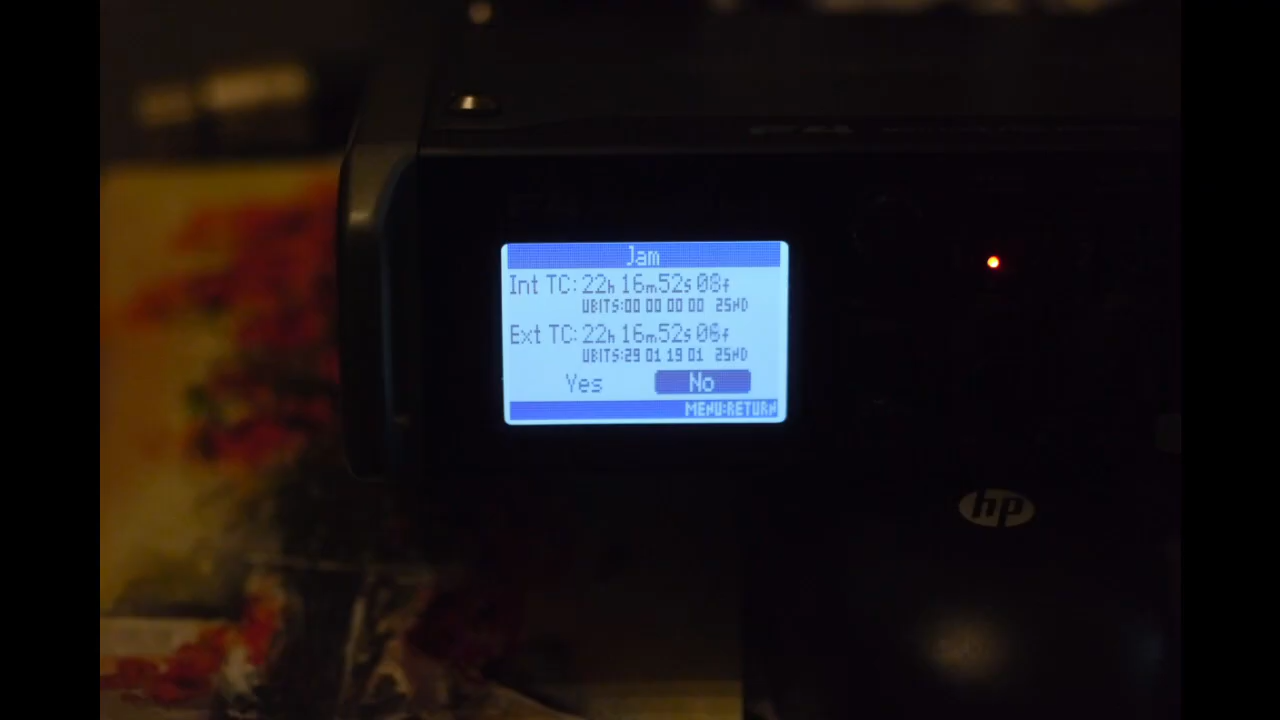 Jam
Int TC: 22h 16m 52s 08f
UBITS:00 00 00 00 25ND
Ext TC: 22h 16m 52s 06f
UBITS:29 01 19 01 25ND
Yes No
MENU:RETURN
hp